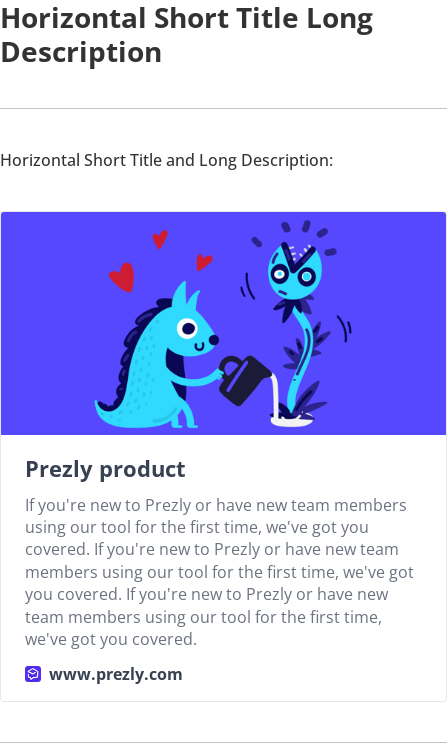 Horizontal Short Title Long
Description
Horizontal Short Title and Long Description:
Prezly product
If you're new to Prezly or have new team members
using our tool for the first time, we've got you
covered. If you're new to Prezly or have new team
members using our tool for the first time, we've got
you covered. If you're new to Prezly or have new
team members using our tool for the first time,
we've got you covered.
www.prezly.com